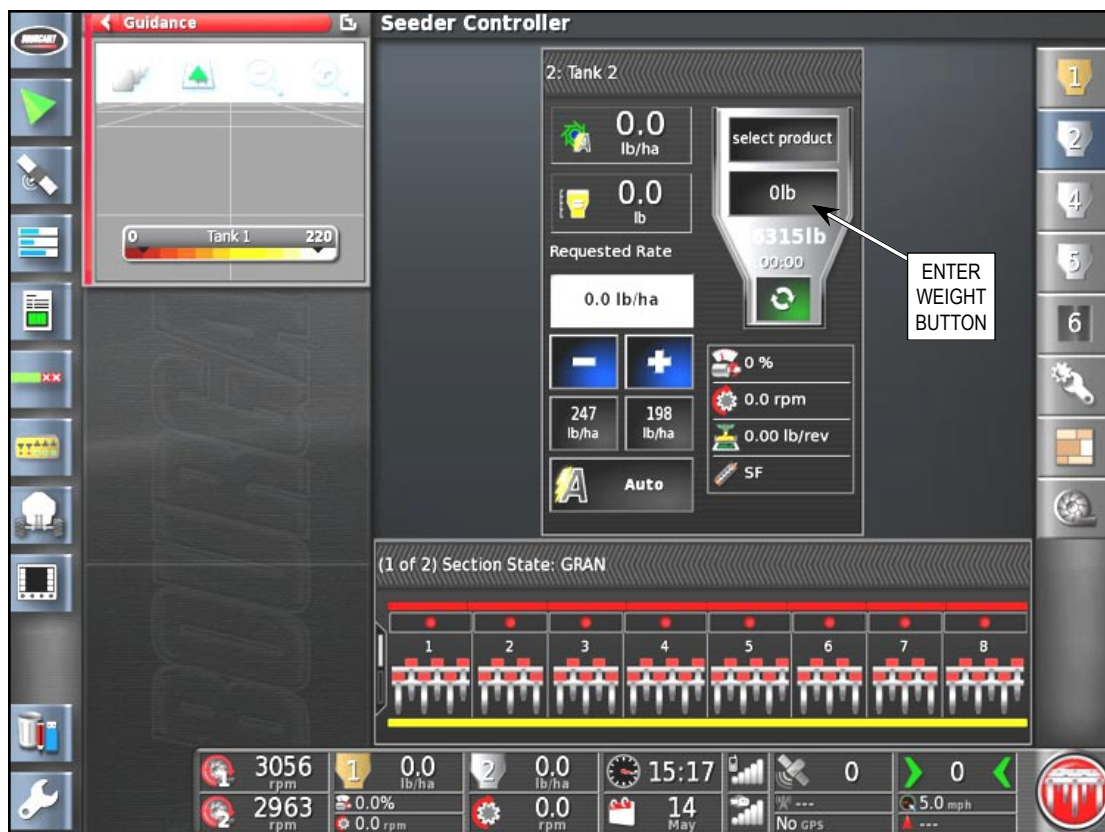 BOURGAULT
Guidance
Seeder Controller
0 Tank 1 220
2: Tank 2
0.0
lb/ha
0.0
lb
Requested Rate
0.0 lb/ha
247
lb/ha
198
lb/ha
A
Auto
select product
0lb
6315lb
00:00
0 %
0.0 rpm
0.00 lb/rev
SF
ENTER
WEIGHT
BUTTON
1
2
4
5
6
(1 of 2) Section State: GRAN
1 2 3 4 5 6 7 8
1 3056
rpm
2 2963
rpm
1 0.0
lb/ha
0.0%
0.0 rpm
2 0.0
lb/ha
0.0
rpm
15:17
14
May
0
---
No GPS
0
5.0 mph
---